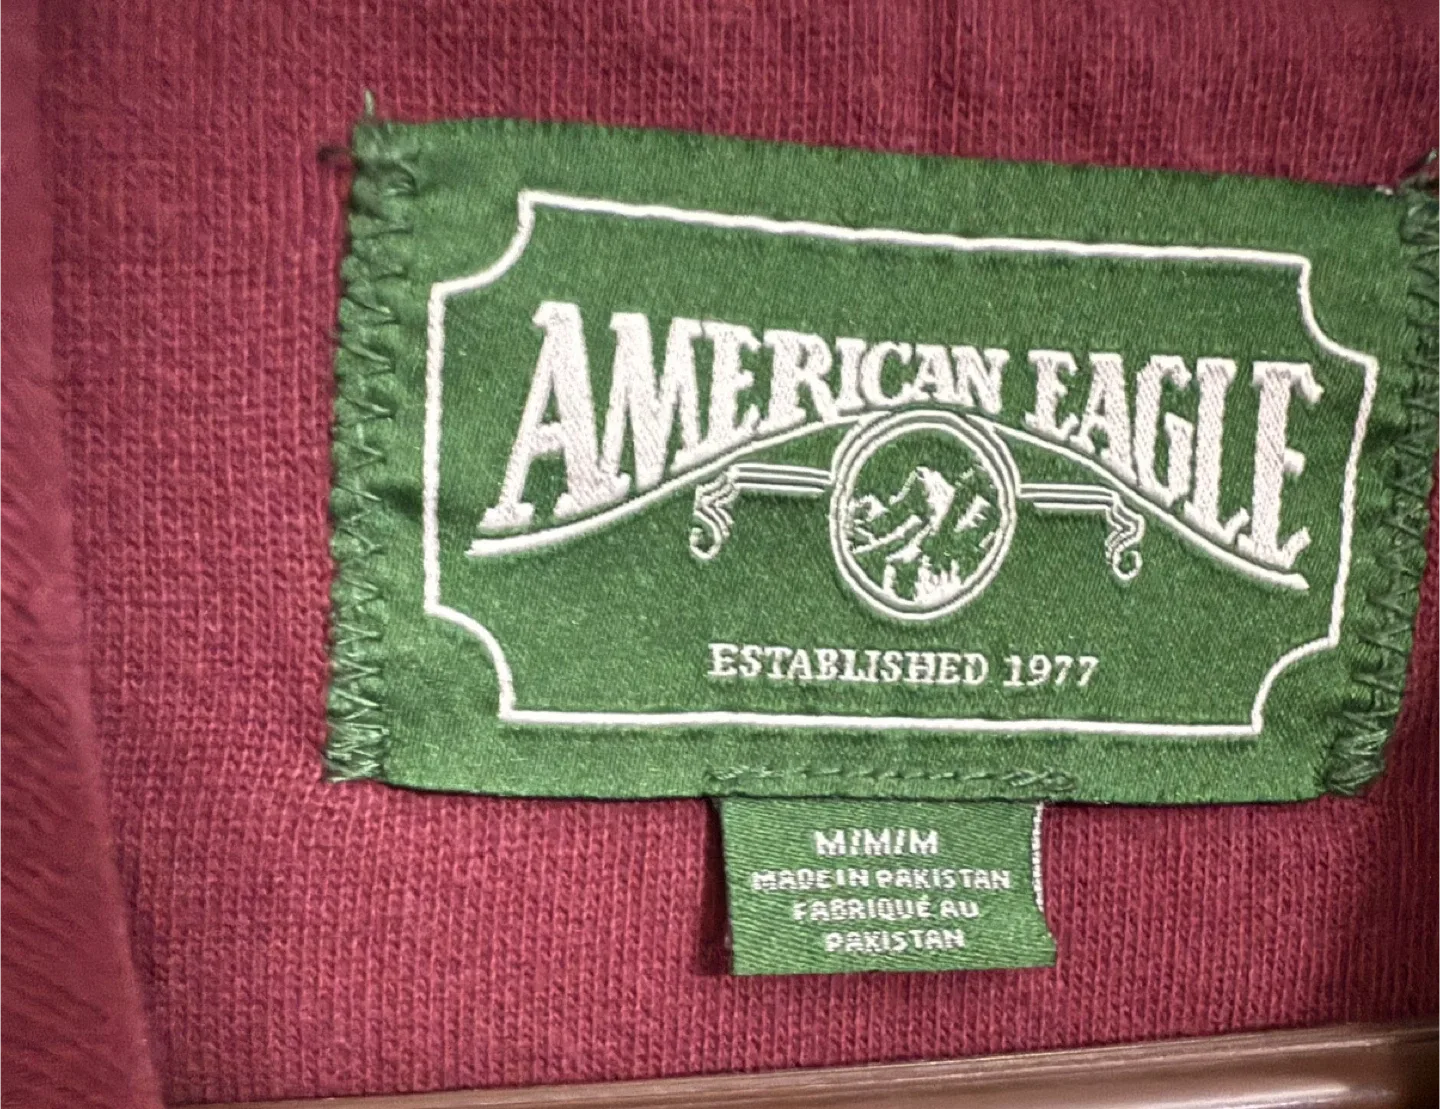 AMERICAN EAGLE
ESTABLISHED 1977
M/M/M
MADE IN PAKISTAN
FABRIQUÉ AU
PAKISTAN